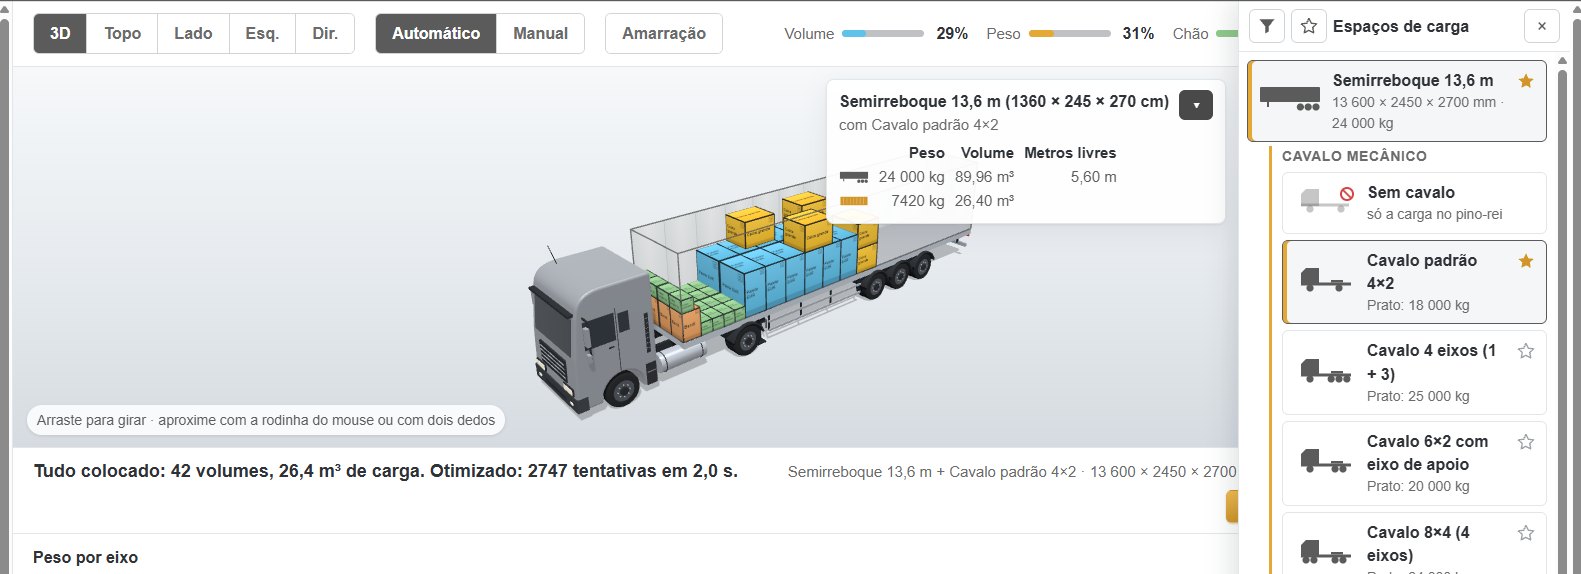 3D Topo Lado Esq. Dir. Automático Manual Amarração Volume 29% Peso 31% Chão
Semirreboque 13,6 m (1360 × 245 × 270 cm)
com Cavalo padrão 4×2
Peso Volume Metros livres
24 000 kg 89,96 m³ 5,60 m
7420 kg 26,40 m³
Arraste para girar · aproxime com a rodinha do mouse ou com dois dedos
Tudo colocado: 42 volumes, 26,4 m³ de carga. Otimizado: 2747 tentativas em 2,0 s.
Semirreboque 13,6 m + Cavalo padrão 4×2 · 13 600 × 2450 × 2700
Peso por eixo
Espaços de carga ×
Semirreboque 13,6 m
13 600 × 2450 × 2700 mm ·
24 000 kg
CAVALO MECÂNICO
Sem cavalo
só a carga no pino-rei
Cavalo padrão
4×2
Prato: 18 000 kg
Cavalo 4 eixos (1
+ 3)
Prato: 25 000 kg
Cavalo 6×2 com
eixo de apoio
Prato: 20 000 kg
Cavalo 8×4 (4
eixos)